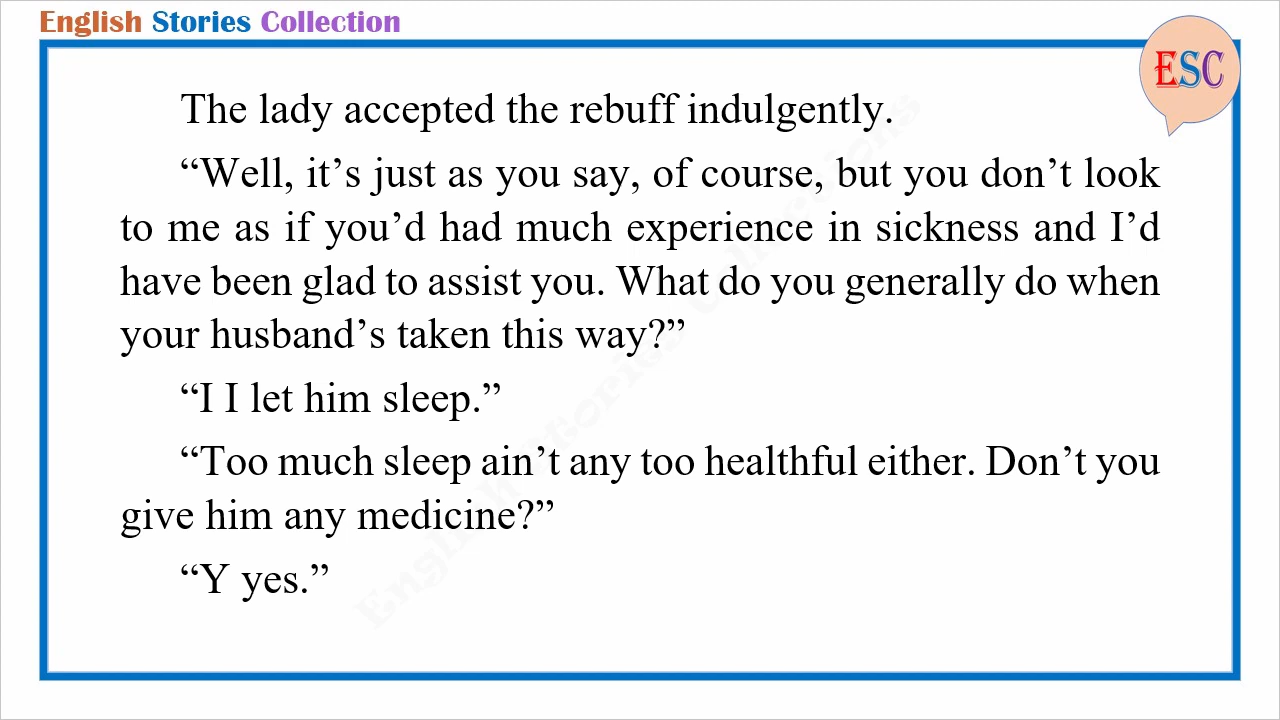 English Stories Collection
ESC
The lady accepted the rebuff indulgently.
“Well, it’s just as you say, of course, but you don’t look
to me as if you’d had much experience in sickness and I’d
have been glad to assist you. What do you generally do when
your husband’s taken this way?”
“I I let him sleep.”
“Too much sleep ain’t any too healthful either. Don’t you
give him any medicine?”
“Y yes.”
English Stories Collections